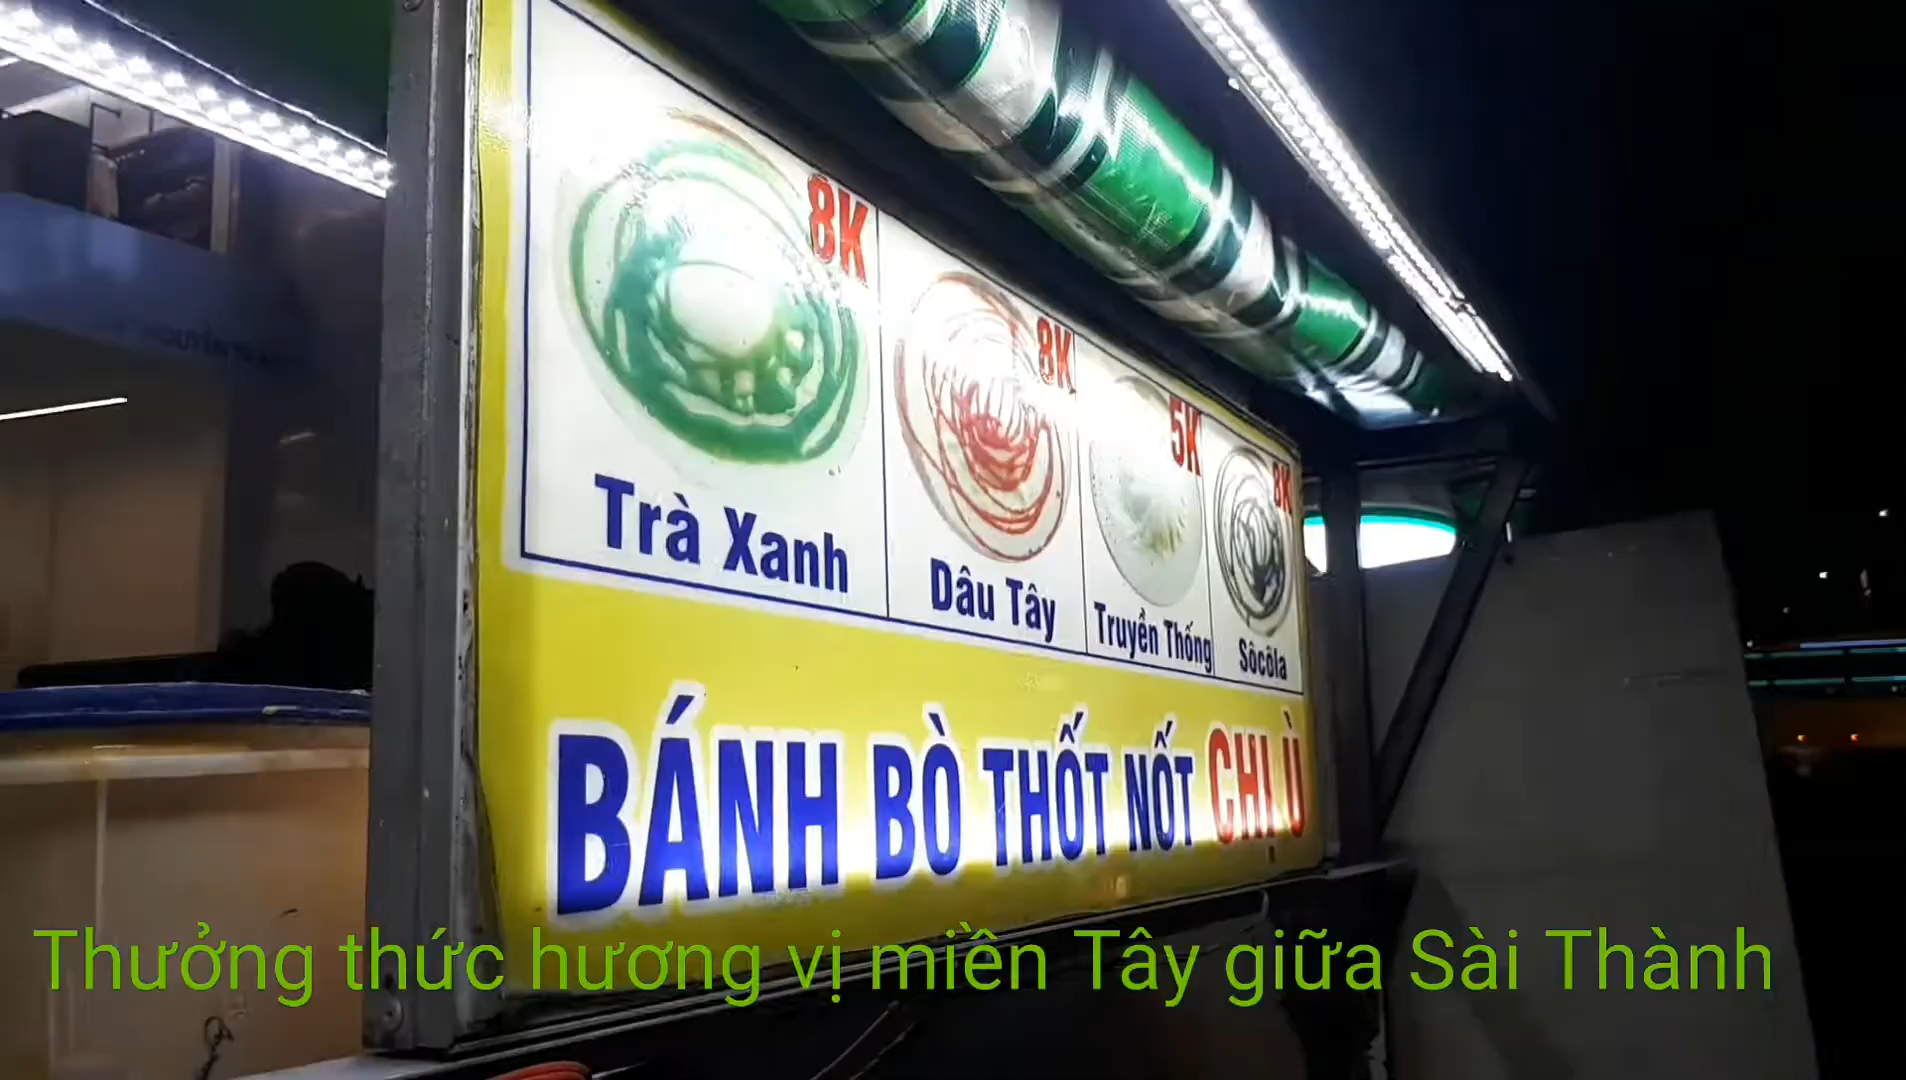 8K
8K
5K
8K
Trà Xanh
Dâu Tây
Truyền Thống
Sôcôla
BÁNH BÒ THỐT NỐT CHỊ Ù
Thưởng thức hương vị miền Tây giữa Sài Thành